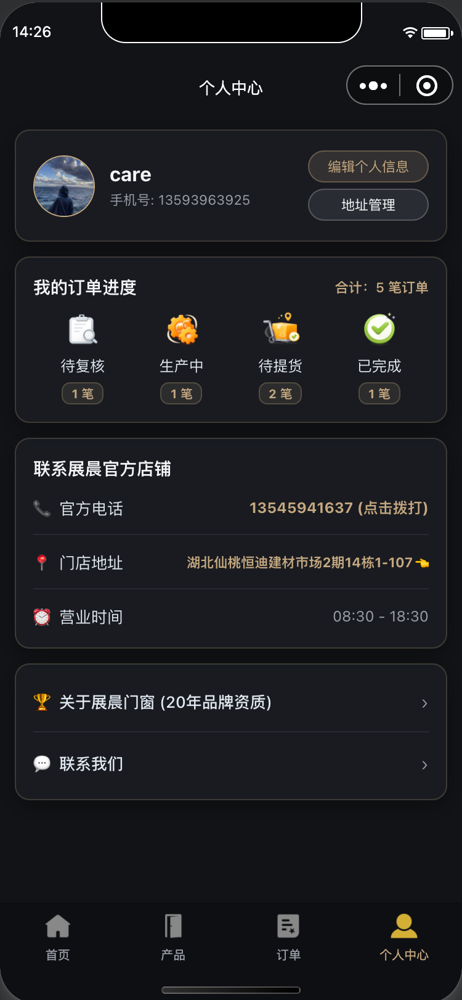 14:26
个人中心
care
手机号: 13593963925
编辑个人信息
地址管理
我的订单进度
合计：5 笔订单
待复核
生产中
待提货
已完成
1 笔
1 笔
2 笔
1 笔
联系展晨官方店铺
官方电话
13545941637 (点击拨打)
门店地址
湖北仙桃恒迪建材市场2期14栋1-107
营业时间
08:30 - 18:30
关于展晨门窗 (20年品牌资质)
联系我们
首页
产品
订单
个人中心